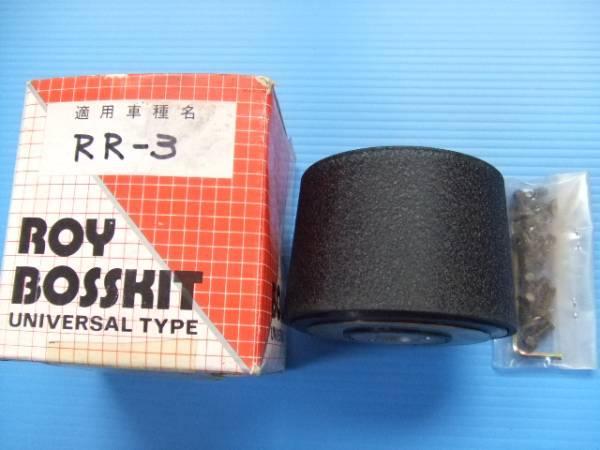 適用車種名
RR-3
ROY
BOSSKIT
UNIVERSAL TYPE